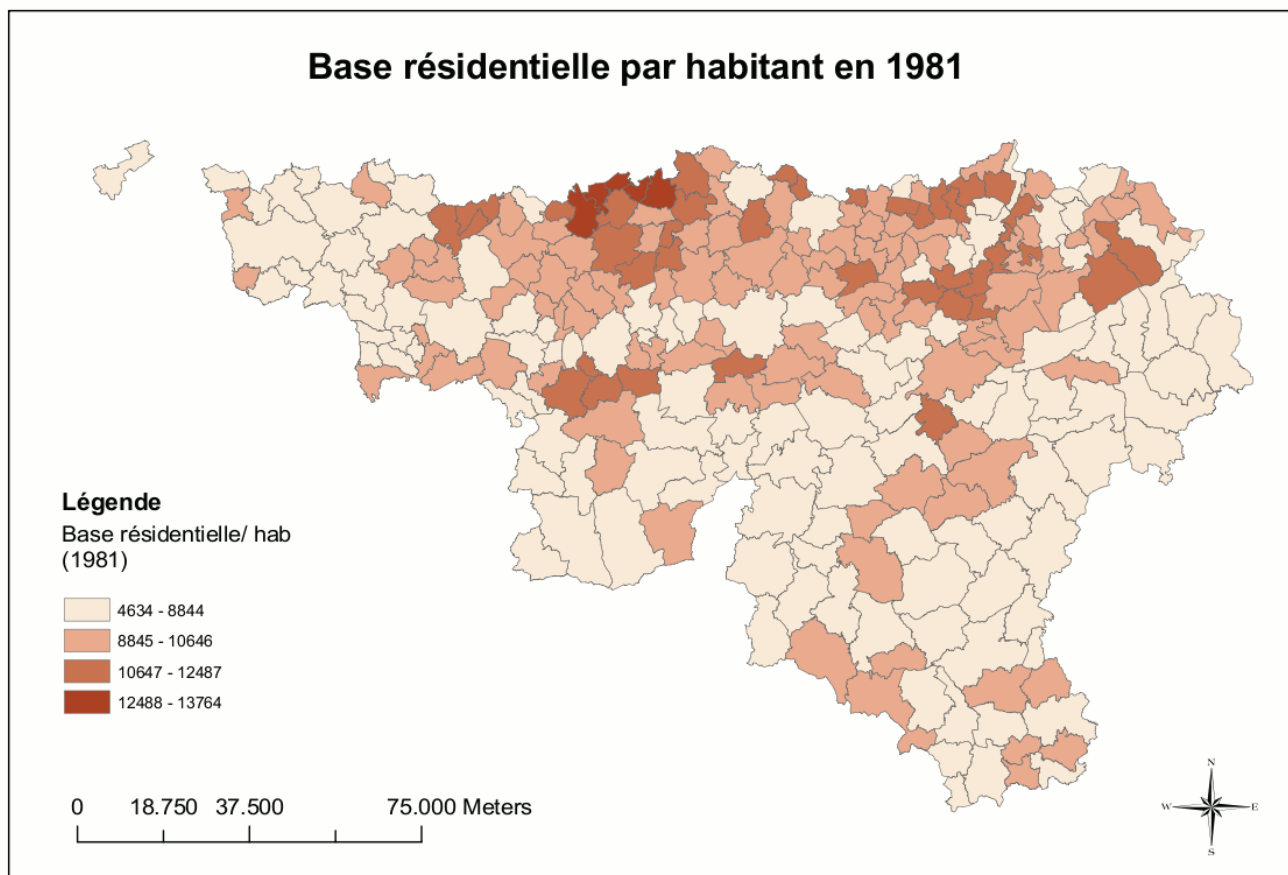 Base résidentielle par habitant en 1981
Légende
Base résidentielle/ hab
(1981)
4634 - 8844
8845 - 10646
10647 - 12487
12488 - 13764
0 18.750 37.500 75.000 Meters
N
W E
S